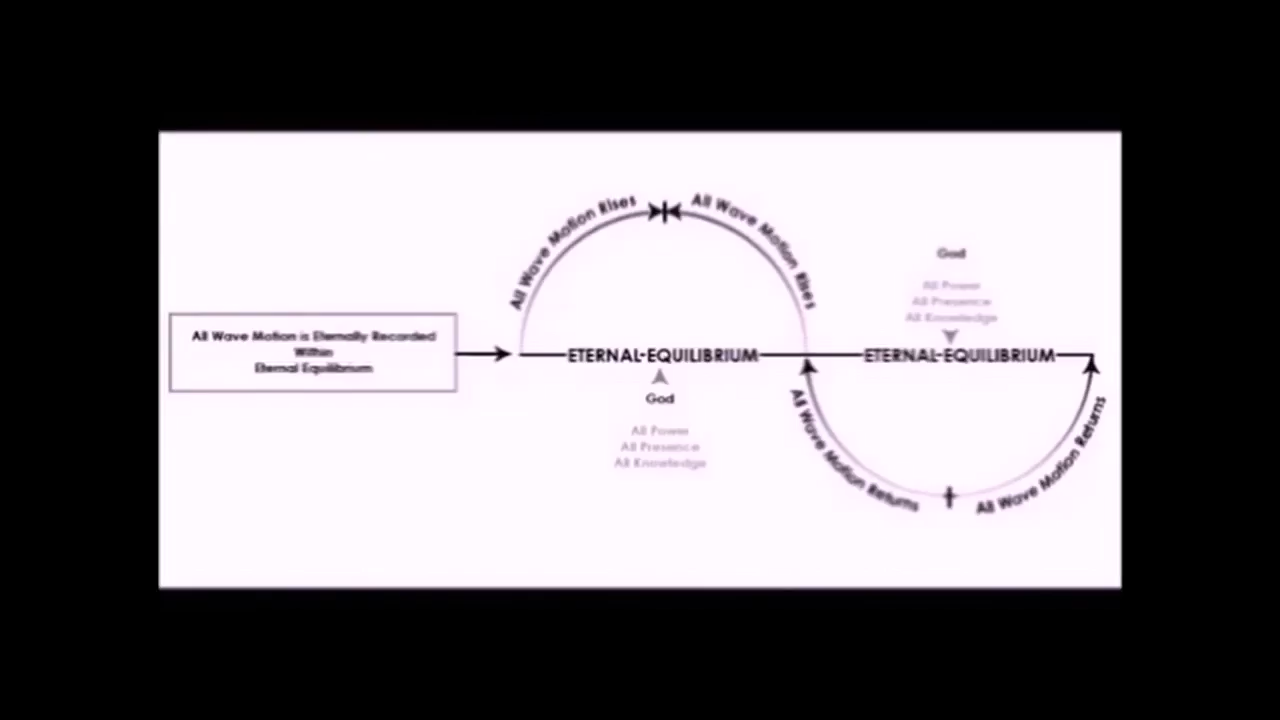 All Wave Motion is Eternally Recorded
Within
Eternal Equilibrium
All Wave Motion Rises
All Wave Motion Rises
ETERNAL-EQUILIBRIUM
God
All Power
All Presence
All Knowledge
God
All Power
All Presence
All Knowledge
ETERNAL-EQUILIBRIUM
All Wave Motion Returns
All Wave Motion Returns